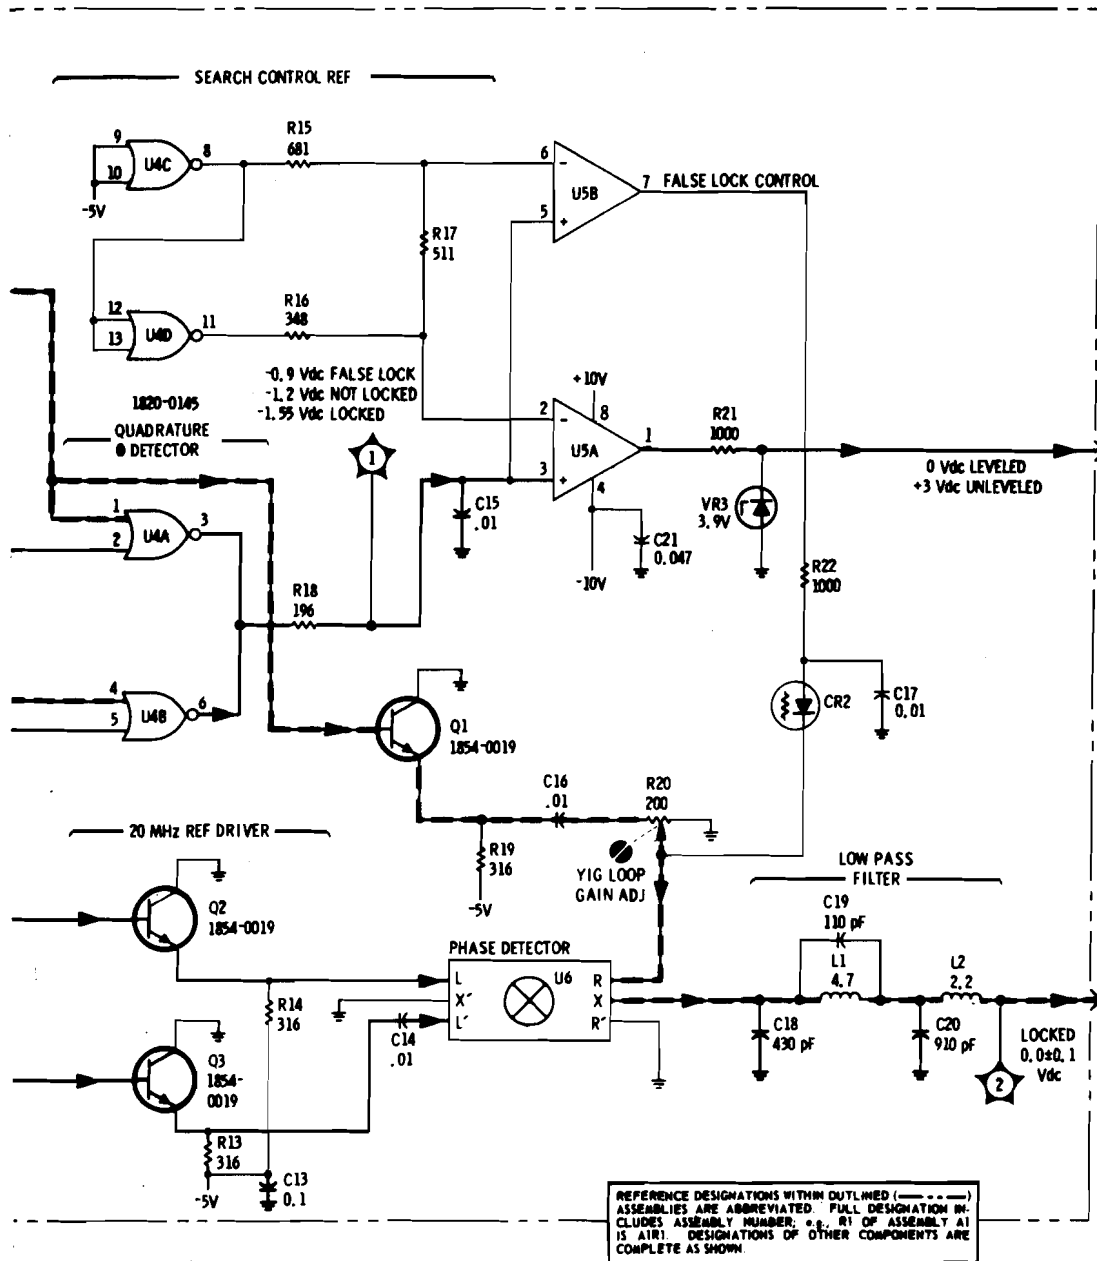 SEARCH CONTROL REF
9
10
U4C
8
-5V
R15
681
6
5
-
+
U5B
7
FALSE LOCK CONTROL
R17
511
12
13
U4D
11
R16
348
-0.9 Vdc FALSE LOCK
-1.2 Vdc NOT LOCKED
-1.55 Vdc LOCKED
1820-0145
QUADRATURE
Φ DETECTOR
1
+10V
8
2
3
-
+
U5A
1
4
-10V
R21
1000
0 Vdc LEVELED
+3 Vdc UNLEVELED
VR3
3.9V
C15
.01
C21
0.047
1
2
U4A
3
R18
196
R22
1000
4
5
U4B
6
Q1
1854-0019
CR2
C17
0.01
C16
.01
R20
200
20 MHz REF DRIVER
R19
316
-5V
YIG LOOP
GAIN ADJ
LOW PASS
FILTER
Q2
1854-0019
C19
110 pF
L1
4.7
L2
2.2
PHASE DETECTOR
L
X'
L'
U6
R
X
R'
R14
316
C14
.01
C18
430 pF
C20
910 pF
LOCKED
0.0±0.1
Vdc
2
Q3
1854-
0019
R13
316
-5V
C13
0.1
REFERENCE DESIGNATIONS WITHIN OUTLINED (— - - —)
ASSEMBLIES ARE ABBREVIATED. FULL DESIGNATION IN-
CLUDES ASSEMBLY NUMBER; e.g., R1 OF ASSEMBLY A1
IS A1R1. DESIGNATIONS OF OTHER COMPONENTS ARE
COMPLETE AS SHOWN.